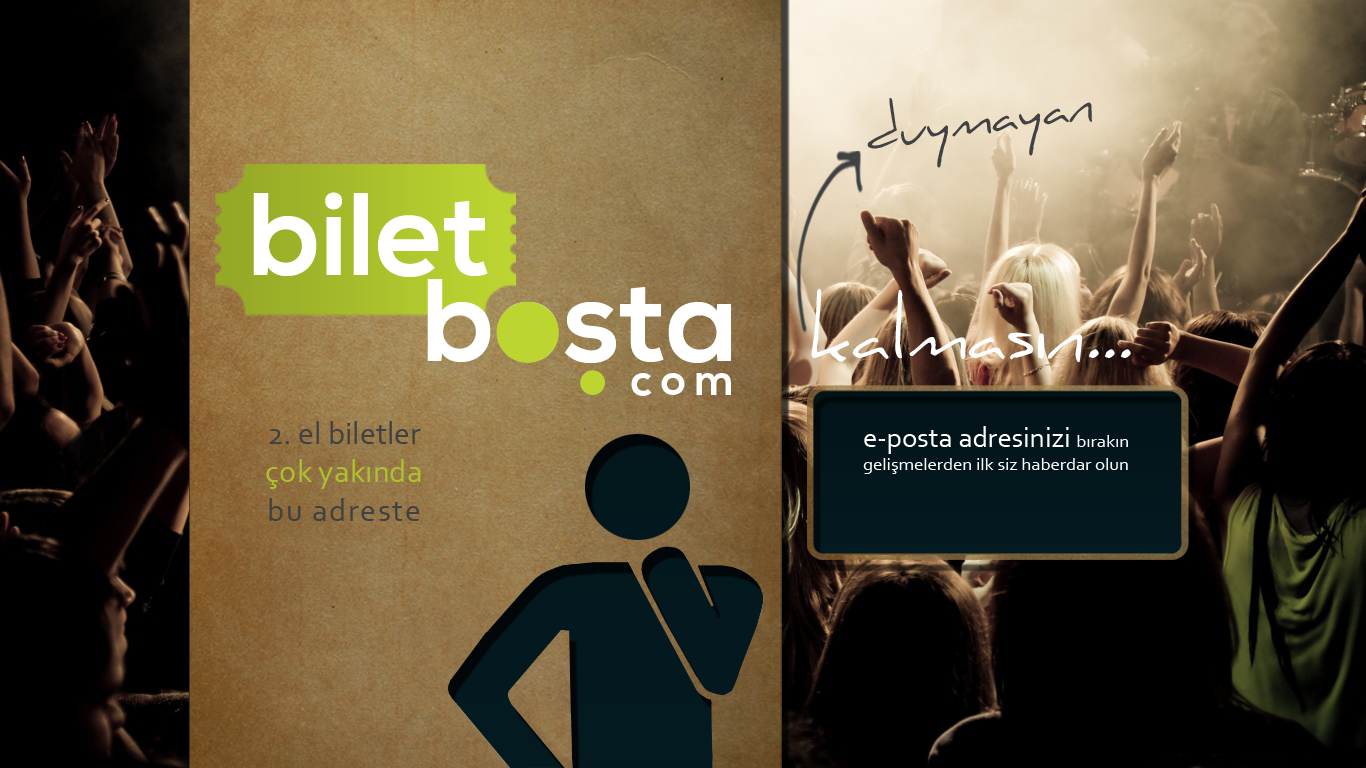 bilet
bosta
.com
2. el biletler
çok yakında
bu adreste
duymayan
kalmasın...
e-posta adresinizi bırakın
gelişmelerden ilk siz haberdar olun